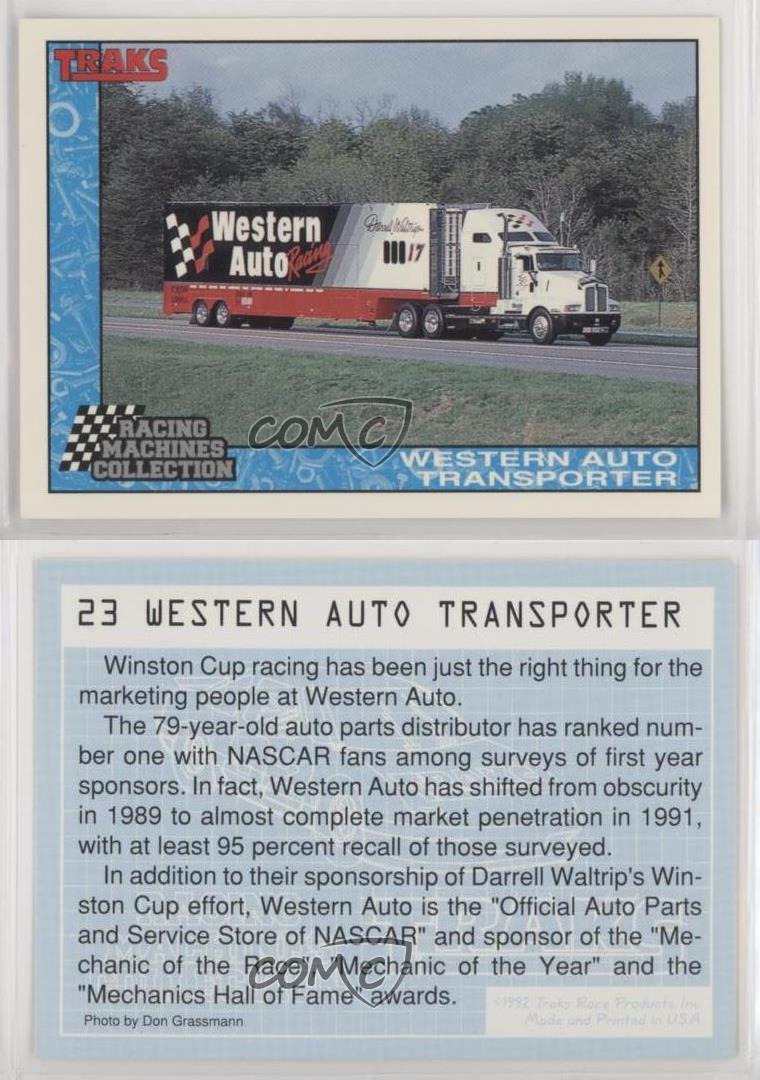 TRAKS
Western
Auto Racing
Darrell Waltrip
17
RACING
MACHINES
COLLECTION
COMC
WESTERN AUTO
TRANSPORTER
23 WESTERN AUTO TRANSPORTER
Winston Cup racing has been just the right thing for the
marketing people at Western Auto.
The 79-year-old auto parts distributor has ranked num-
ber one with NASCAR fans among surveys of first year
sponsors. In fact, Western Auto has shifted from obscurity
in 1989 to almost complete market penetration in 1991,
with at least 95 percent recall of those surveyed.
In addition to their sponsorship of Darrell Waltrip's Win-
ston Cup effort, Western Auto is the "Official Auto Parts
and Service Store of NASCAR" and sponsor of the "Me-
chanic of the Race", "Mechanic of the Year" and the
"Mechanics Hall of Fame" awards.
COMC
Photo by Don Grassmann
©1992 Traks Race Products, Inc.
Made and Printed in U.S.A